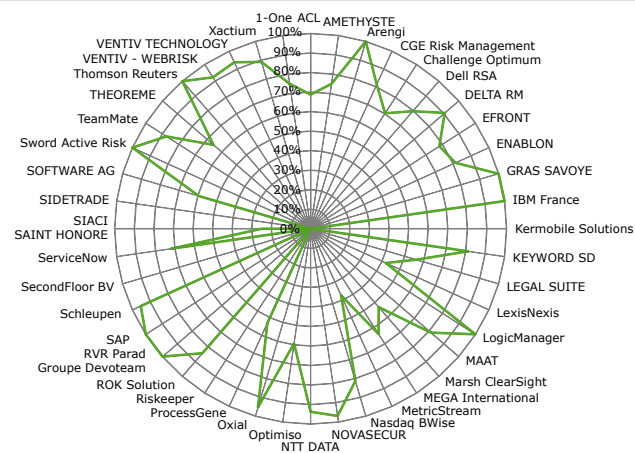 1-One ACL
AMETHYSTE
Arengi
CGE Risk Management
Challenge Optimum
Dell RSA
DELTA RM
EFRONT
ENABLON
GRAS SAVOYE
IBM France
Kermobile Solutions
KEYWORD SD
LEGAL SUITE
LexisNexis
LogicManager
MAAT
Marsh ClearSight
MEGA International
MetricStream
Nasdaq BWise
NOVASECUR
NTT DATA
Optimiso
Oxial
ProcessGene
Riskeeper
ROK Solution
Groupe Devoteam
RVR Parad
SAP
Schleupen
SecondFloor BV
ServiceNow
SIACI
SAINT HONORE
SIDETRADE
SOFTWARE AG
Sword Active Risk
TeamMate
THEOREME
Thomson Reuters
VENTIV - WEBRISK
VENTIV TECHNOLOGY
Xactium
100%
90%
80%
70%
60%
50%
40%
30%
20%
10%
0%